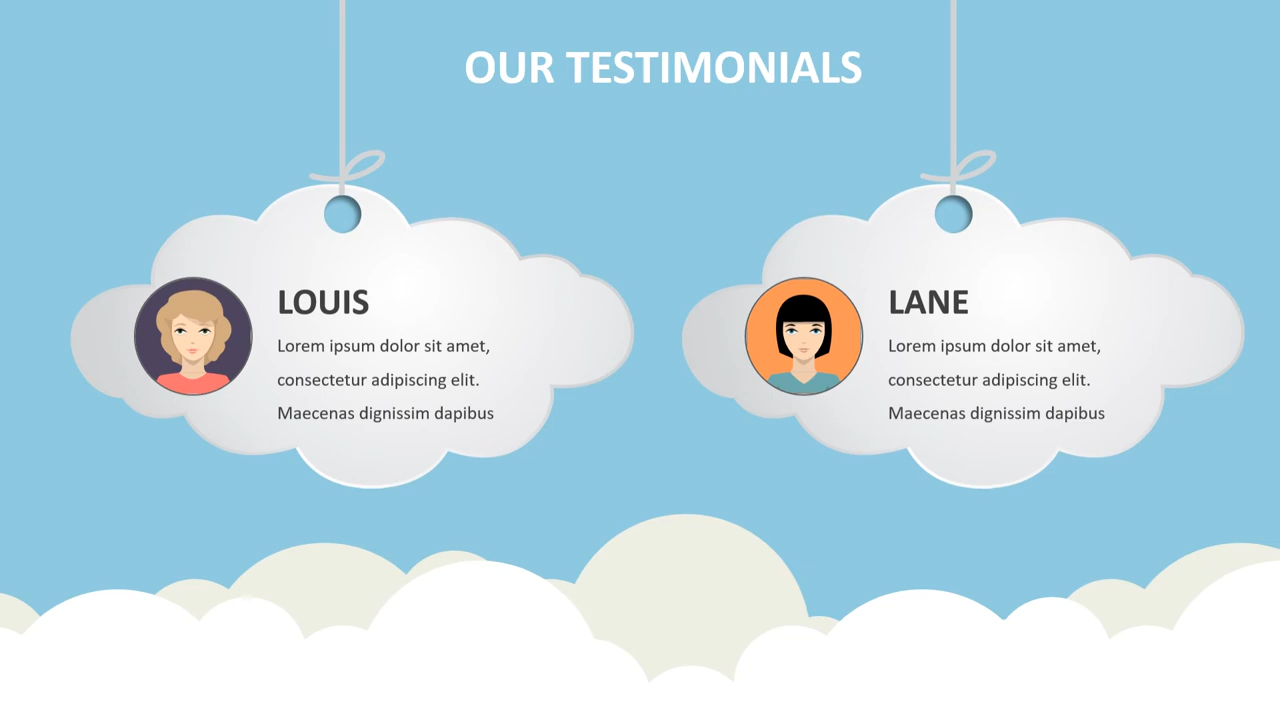 OUR TESTIMONIALS
LOUIS
Lorem ipsum dolor sit amet,
consectetur adipiscing elit.
Maecenas dignissim dapibus
LANE
Lorem ipsum dolor sit amet,
consectetur adipiscing elit.
Maecenas dignissim dapibus